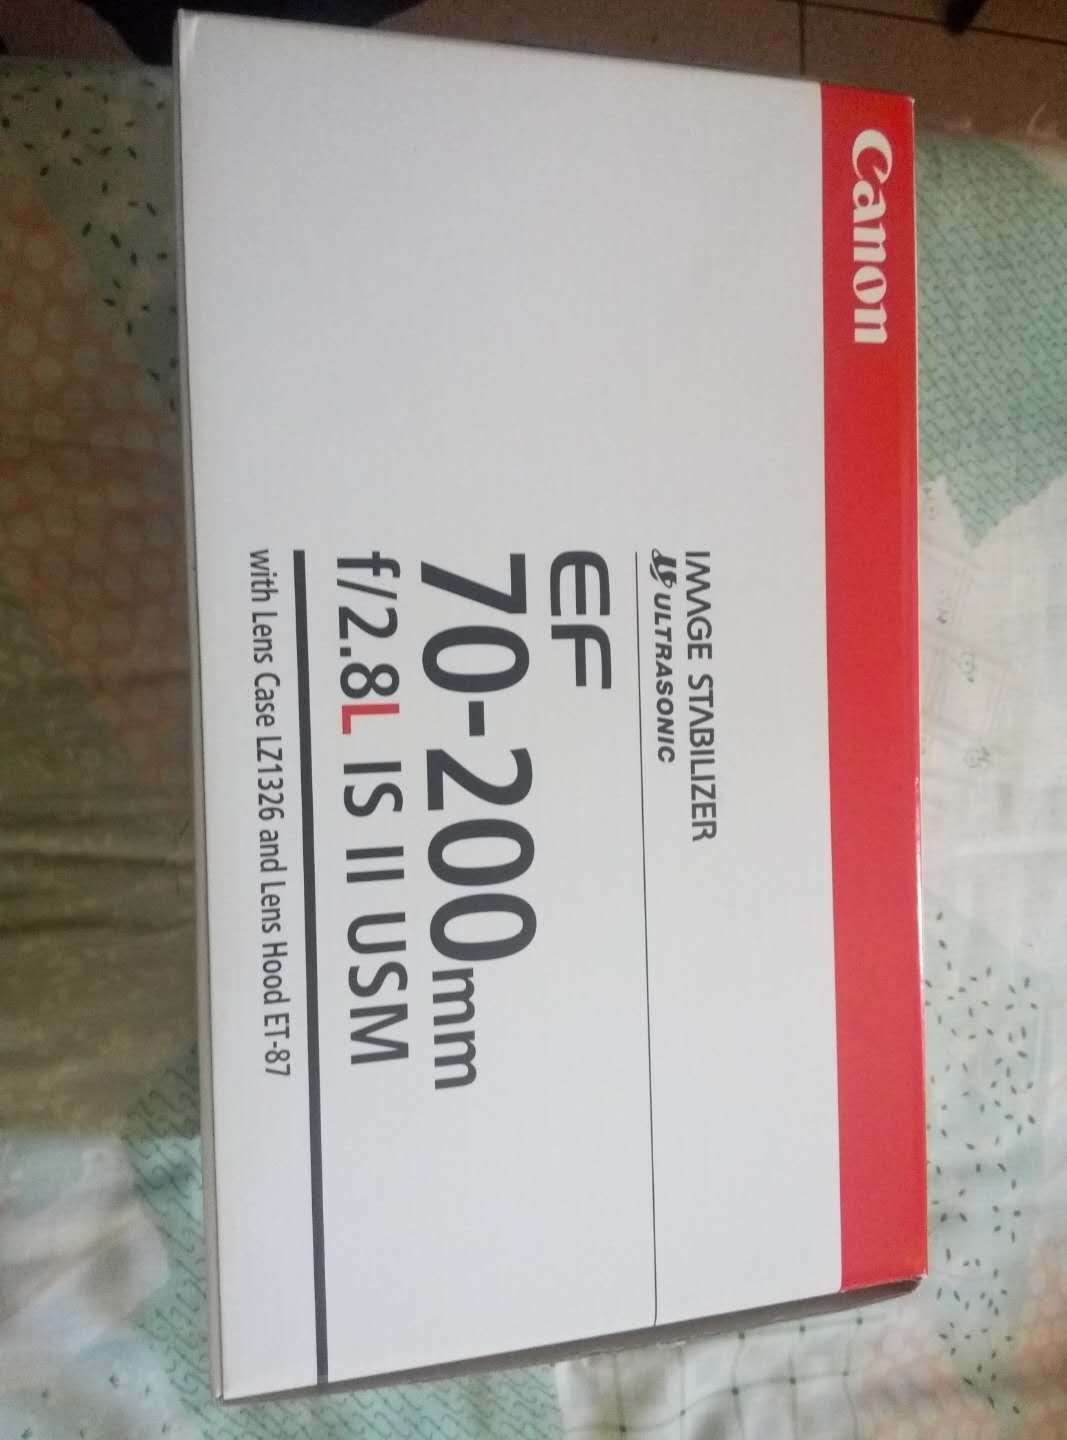 Canon
IMAGE STABILIZER
ULTRASONIC
EF
70-200mm
f/2.8L IS II USM
with Lens Case LZ1326 and Lens Hood ET-87